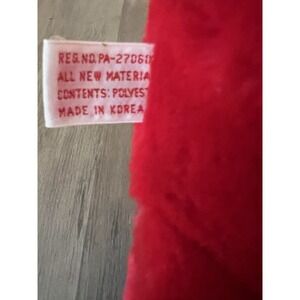 REG. NO. PA-27061
ALL NEW MATERIA
CONTENTS: POLYEST
MADE IN KOREA